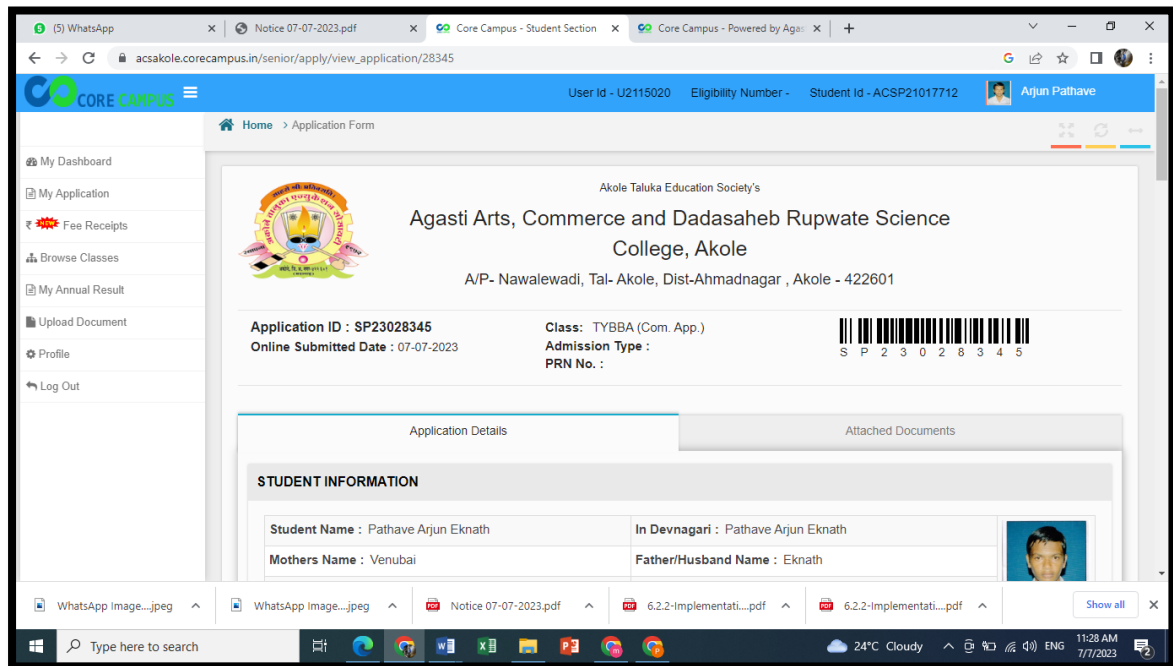 (5) WhatsApp
Notice 07-07-2023.pdf
Core Campus - Student Section
Core Campus - Powered by Agas
acsakole.corecampus.in/senior/apply/view_application/28345
CORE CAMPUS
User Id - U2115020 Eligibility Number - Student Id - ACSP21017712
Arjun Pathave
Home > Application Form
My Dashboard
My Application
NEW Fee Receipts
Browse Classes
My Annual Result
Upload Document
Profile
Log Out
Akole Taluka Education Society's
Agasti Arts, Commerce and Dadasaheb Rupwate Science
College, Akole
A/P- Nawalewadi, Tal- Akole, Dist-Ahmadnagar , Akole - 422601
Application ID : SP23028345
Online Submitted Date : 07-07-2023
Class: TYBBA (Com. App.)
Admission Type :
PRN No. :
S P 2 3 0 2 8 3 4 5
Application Details
Attached Documents
STUDENT INFORMATION
Student Name : Pathave Arjun Eknath
In Devnagari : Pathave Arjun Eknath
Mothers Name : Venubai
Father/Husband Name : Eknath
WhatsApp Image....jpeg
WhatsApp Image....jpeg
Notice 07-07-2023.pdf
6.2.2-Implementati....pdf
6.2.2-Implementati....pdf
Show all
Type here to search
24°C Cloudy
ENG
11:28 AM
7/7/2023
2